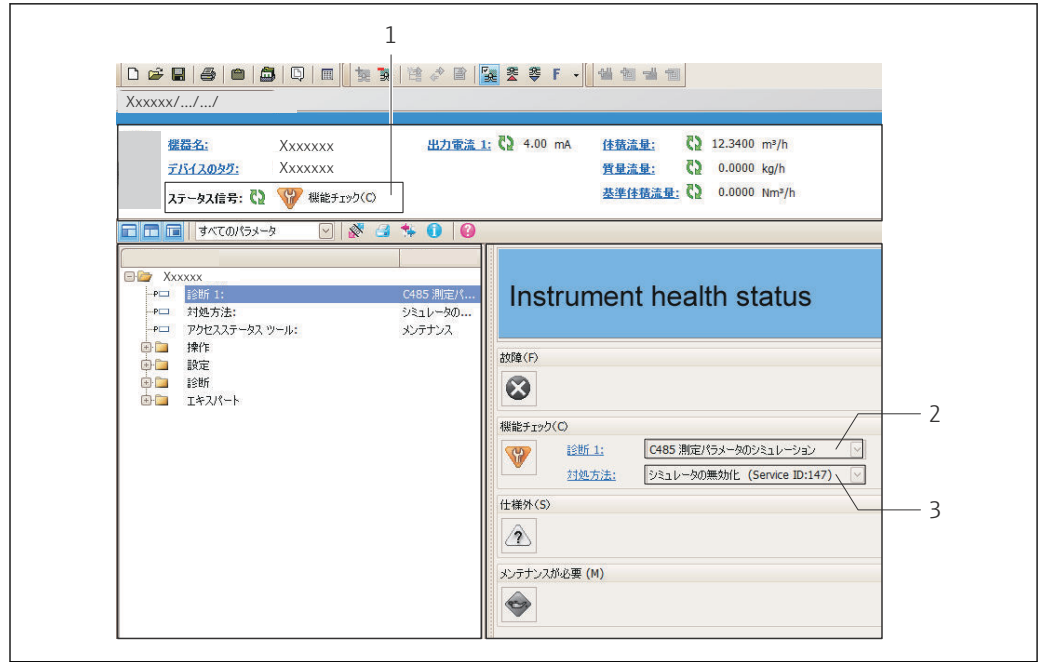 1
F
Xxxxxx/.../.../
機器名: Xxxxxxx 出力電流 1: 4.00 mA 体積流量: 12.3400 m³/h
デバイスのタグ: Xxxxxxx 質量流量: 0.0000 kg/h
ステータス信号: 機能チェック(C) 基準体積流量: 0.0000 Nm³/h
すべてのパラメータ
Xxxxxx
診断 1: C485 測定パ...
対処方法: シミュレータの...
アクセスステータス ツール: メンテナンス
操作
設定
診断
エキスパート
Instrument health status
故障(F)
機能チェック(C)
診断 1: C485 測定パラメータのシミュレーション
2
対処方法: シミュレータの無効化 (Service ID:147)
3
仕様外(S)
メンテナンスが必要 (M)